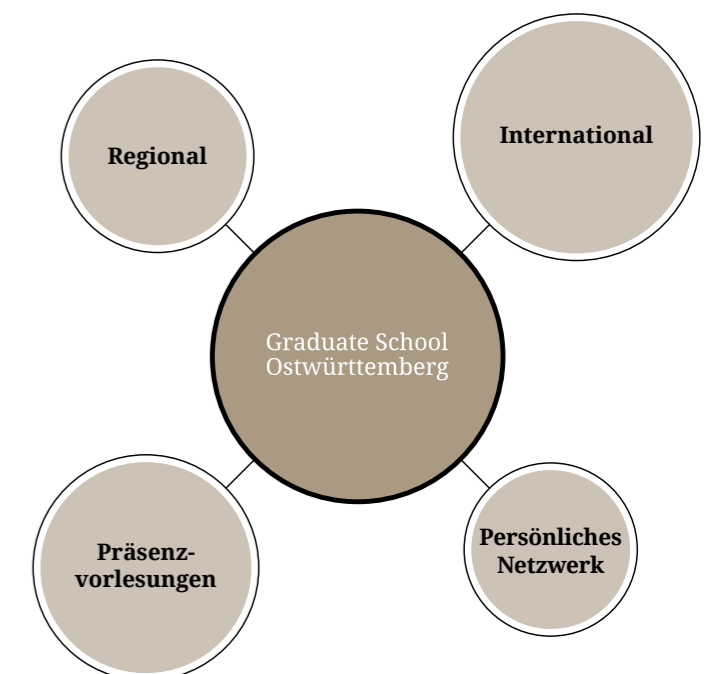 Regional
International
Graduate School
Ostwürttemberg
Präsenz-
vorlesungen
Persönliches
Netzwerk